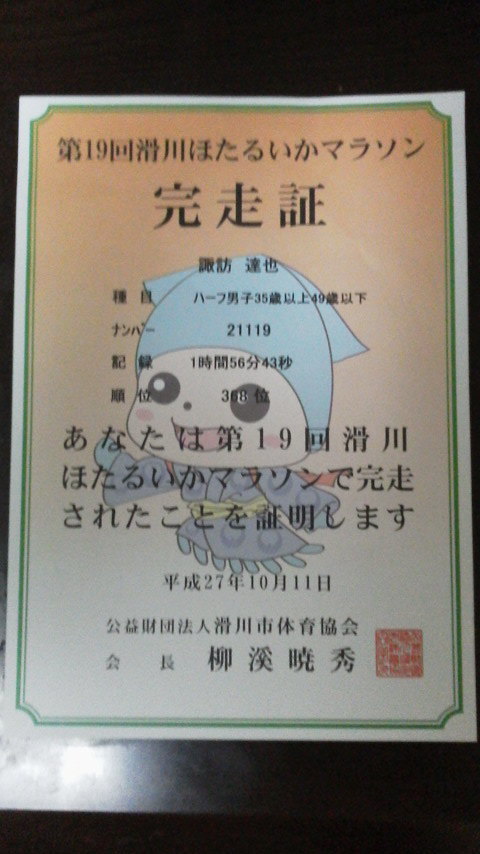 第19回滑川ほたるいかマラソン
完走証
諏訪 達也
種目 ハーフ男子35歳以上49歳以下
ナンバー 21119
記録 1時間56分43秒
順位 368 位
あなたは第19回滑川
ほたるいかマラソンで完走
されたことを証明します
平成27年10月11日
公益財団法人滑川市体育協会
会長 柳溪暁秀